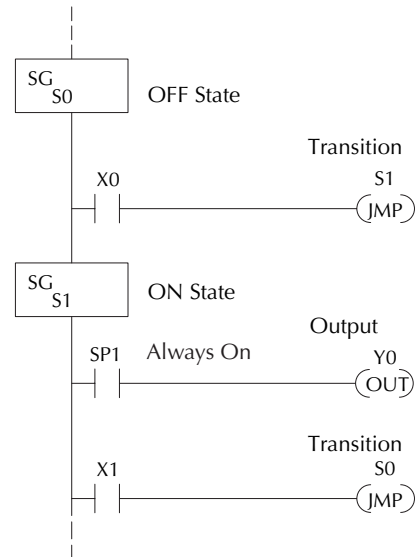 SG
S0
OFF State
Transition
X0
S1
JMP
SG
S1
ON State
Output
SP1
Always On
Y0
OUT
Transition
X1
S0
JMP